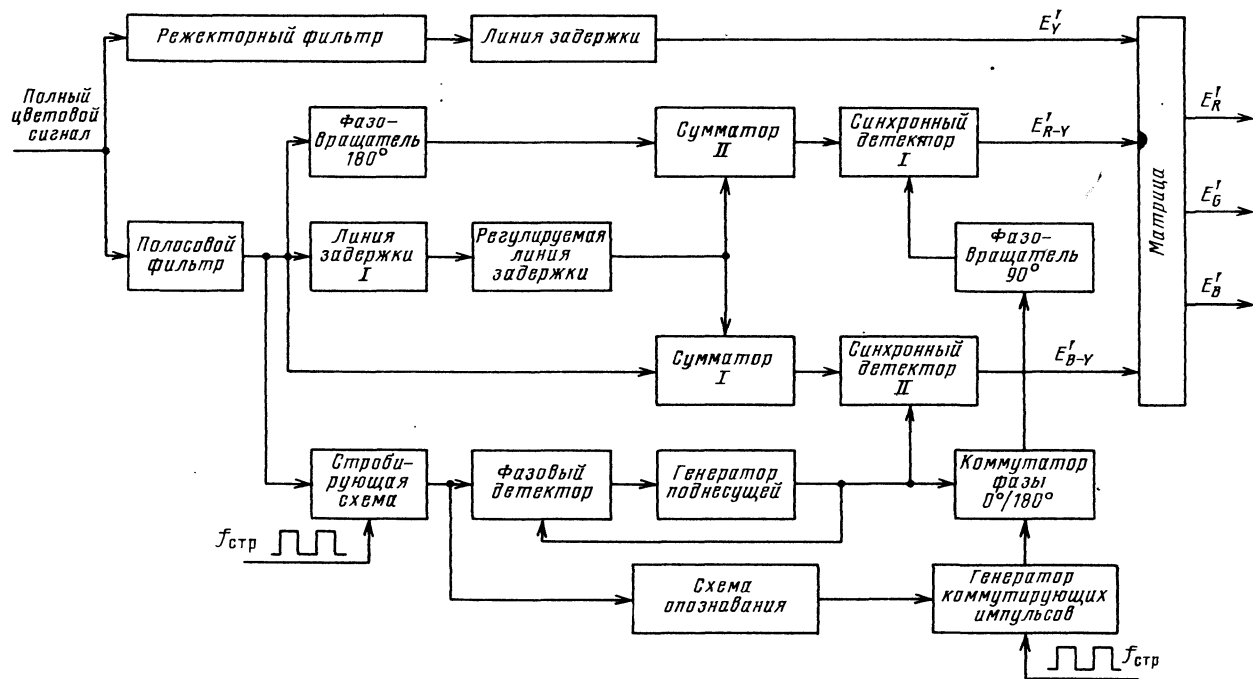 Режекторный фильтр
Линия задержки
E′Y
Полный
цветовой
сигнал
Фазо-
вращатель
180°
Сумматор
II
Синхронный
детектор
I
E′R-Y
E′R
Матрица
E′G
E′B
Полосовой
фильтр
Линия
задержки
I
Регулируемая
линия
задержки
Фазо-
вращатель
90°
Сумматор
I
Синхронный
детектор
II
E′B-Y
Стробирующая
схема
Фазовый
детектор
Генератор
поднесущей
Коммутатор
фазы
0°/180°
fстр
Схема
опознавания
Генератор
коммутирующих
импульсов
fстр